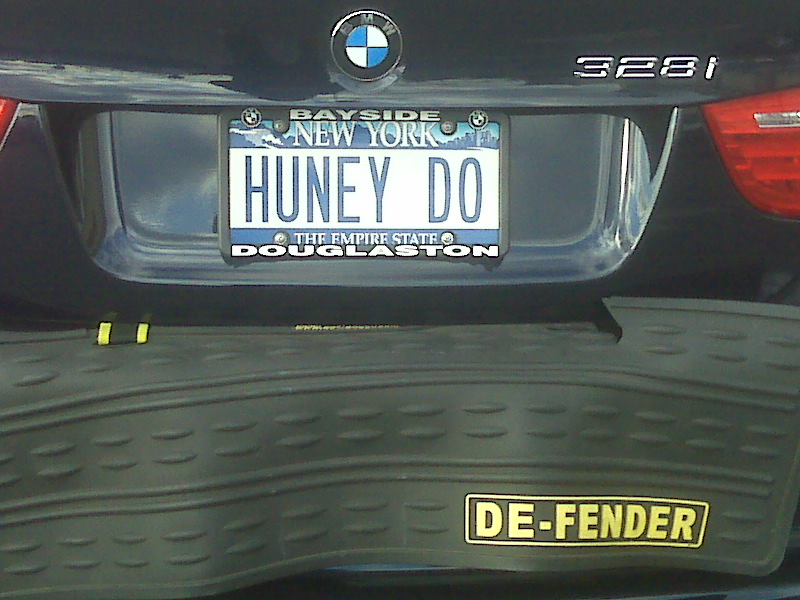 BMW
328i
BAYSIDE
NEW YORK
HUNEY DO
THE EMPIRE STATE
DOUGLASTON
DE-FENDER